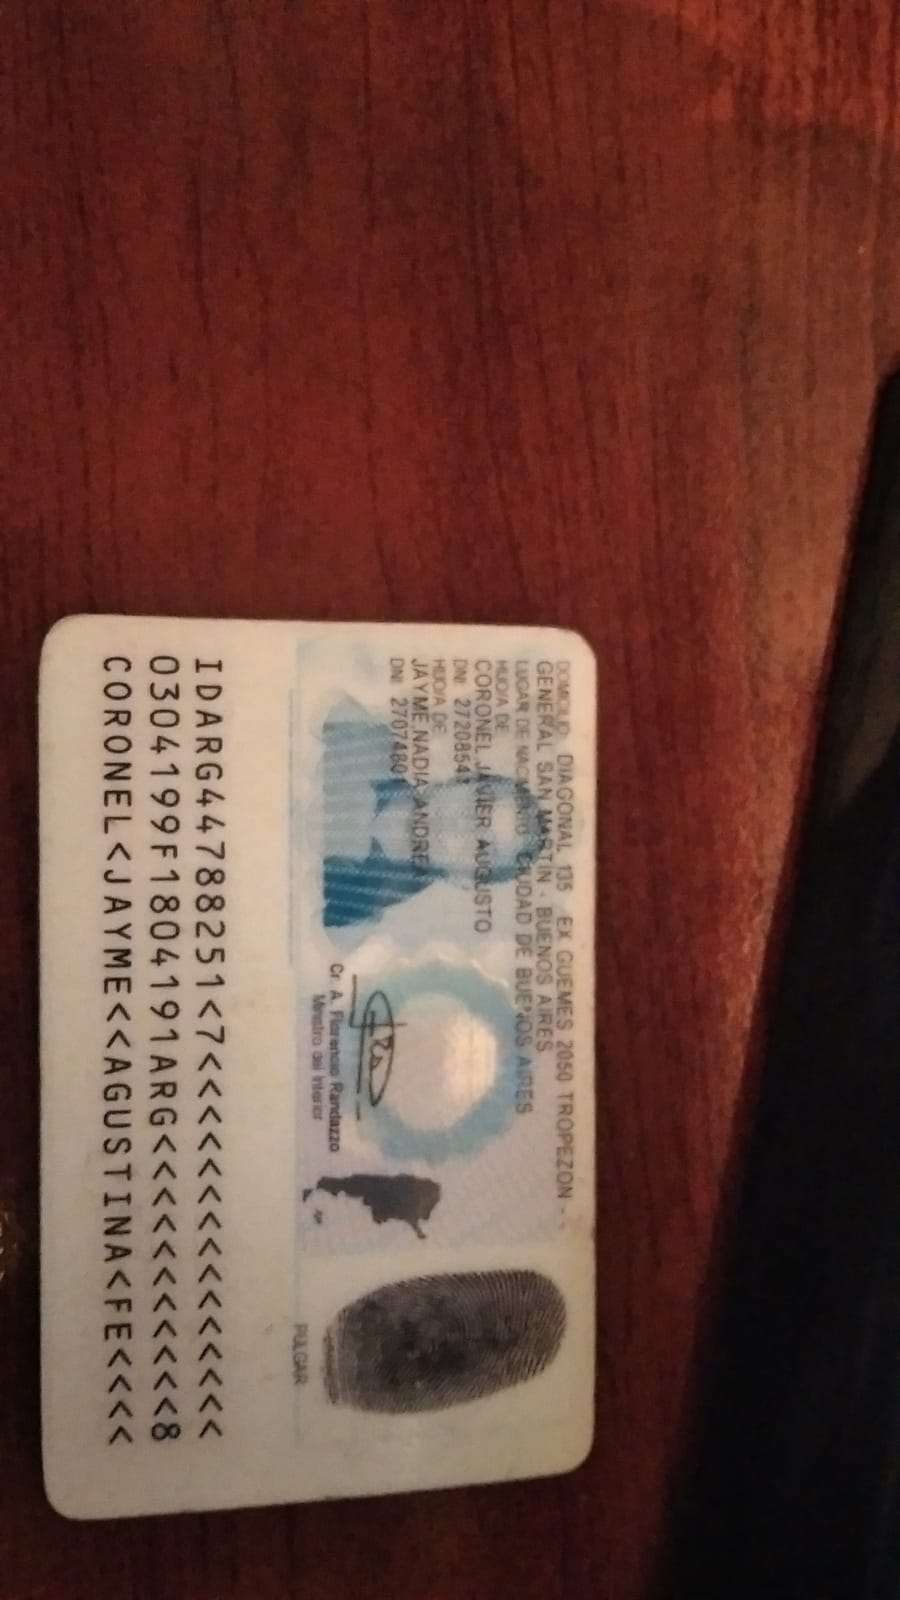 DOMICILIO: DIAGONAL 135 EX GUEMES 2050 TROPEZON - -
GENERAL SAN MARTIN - BUENOS AIRES
LUGAR DE NACIMIENTO: CIUDAD DE BUENOS AIRES
HIJO/A DE:
CORONEL JAVIER AUGUSTO
DNI:
HIJO/A DE:
JAYME, NADIA ANDREA
DNI:
Cr. A. Florencio Randazzo
Ministro del Interior
PULGAR
IDARG44788251<7<<<<<<<<<<<<<<<
0304199F1804191ARG<<<<<<<<<<<8
CORONEL<JAYME<<AGUSTINA<FE<<<<